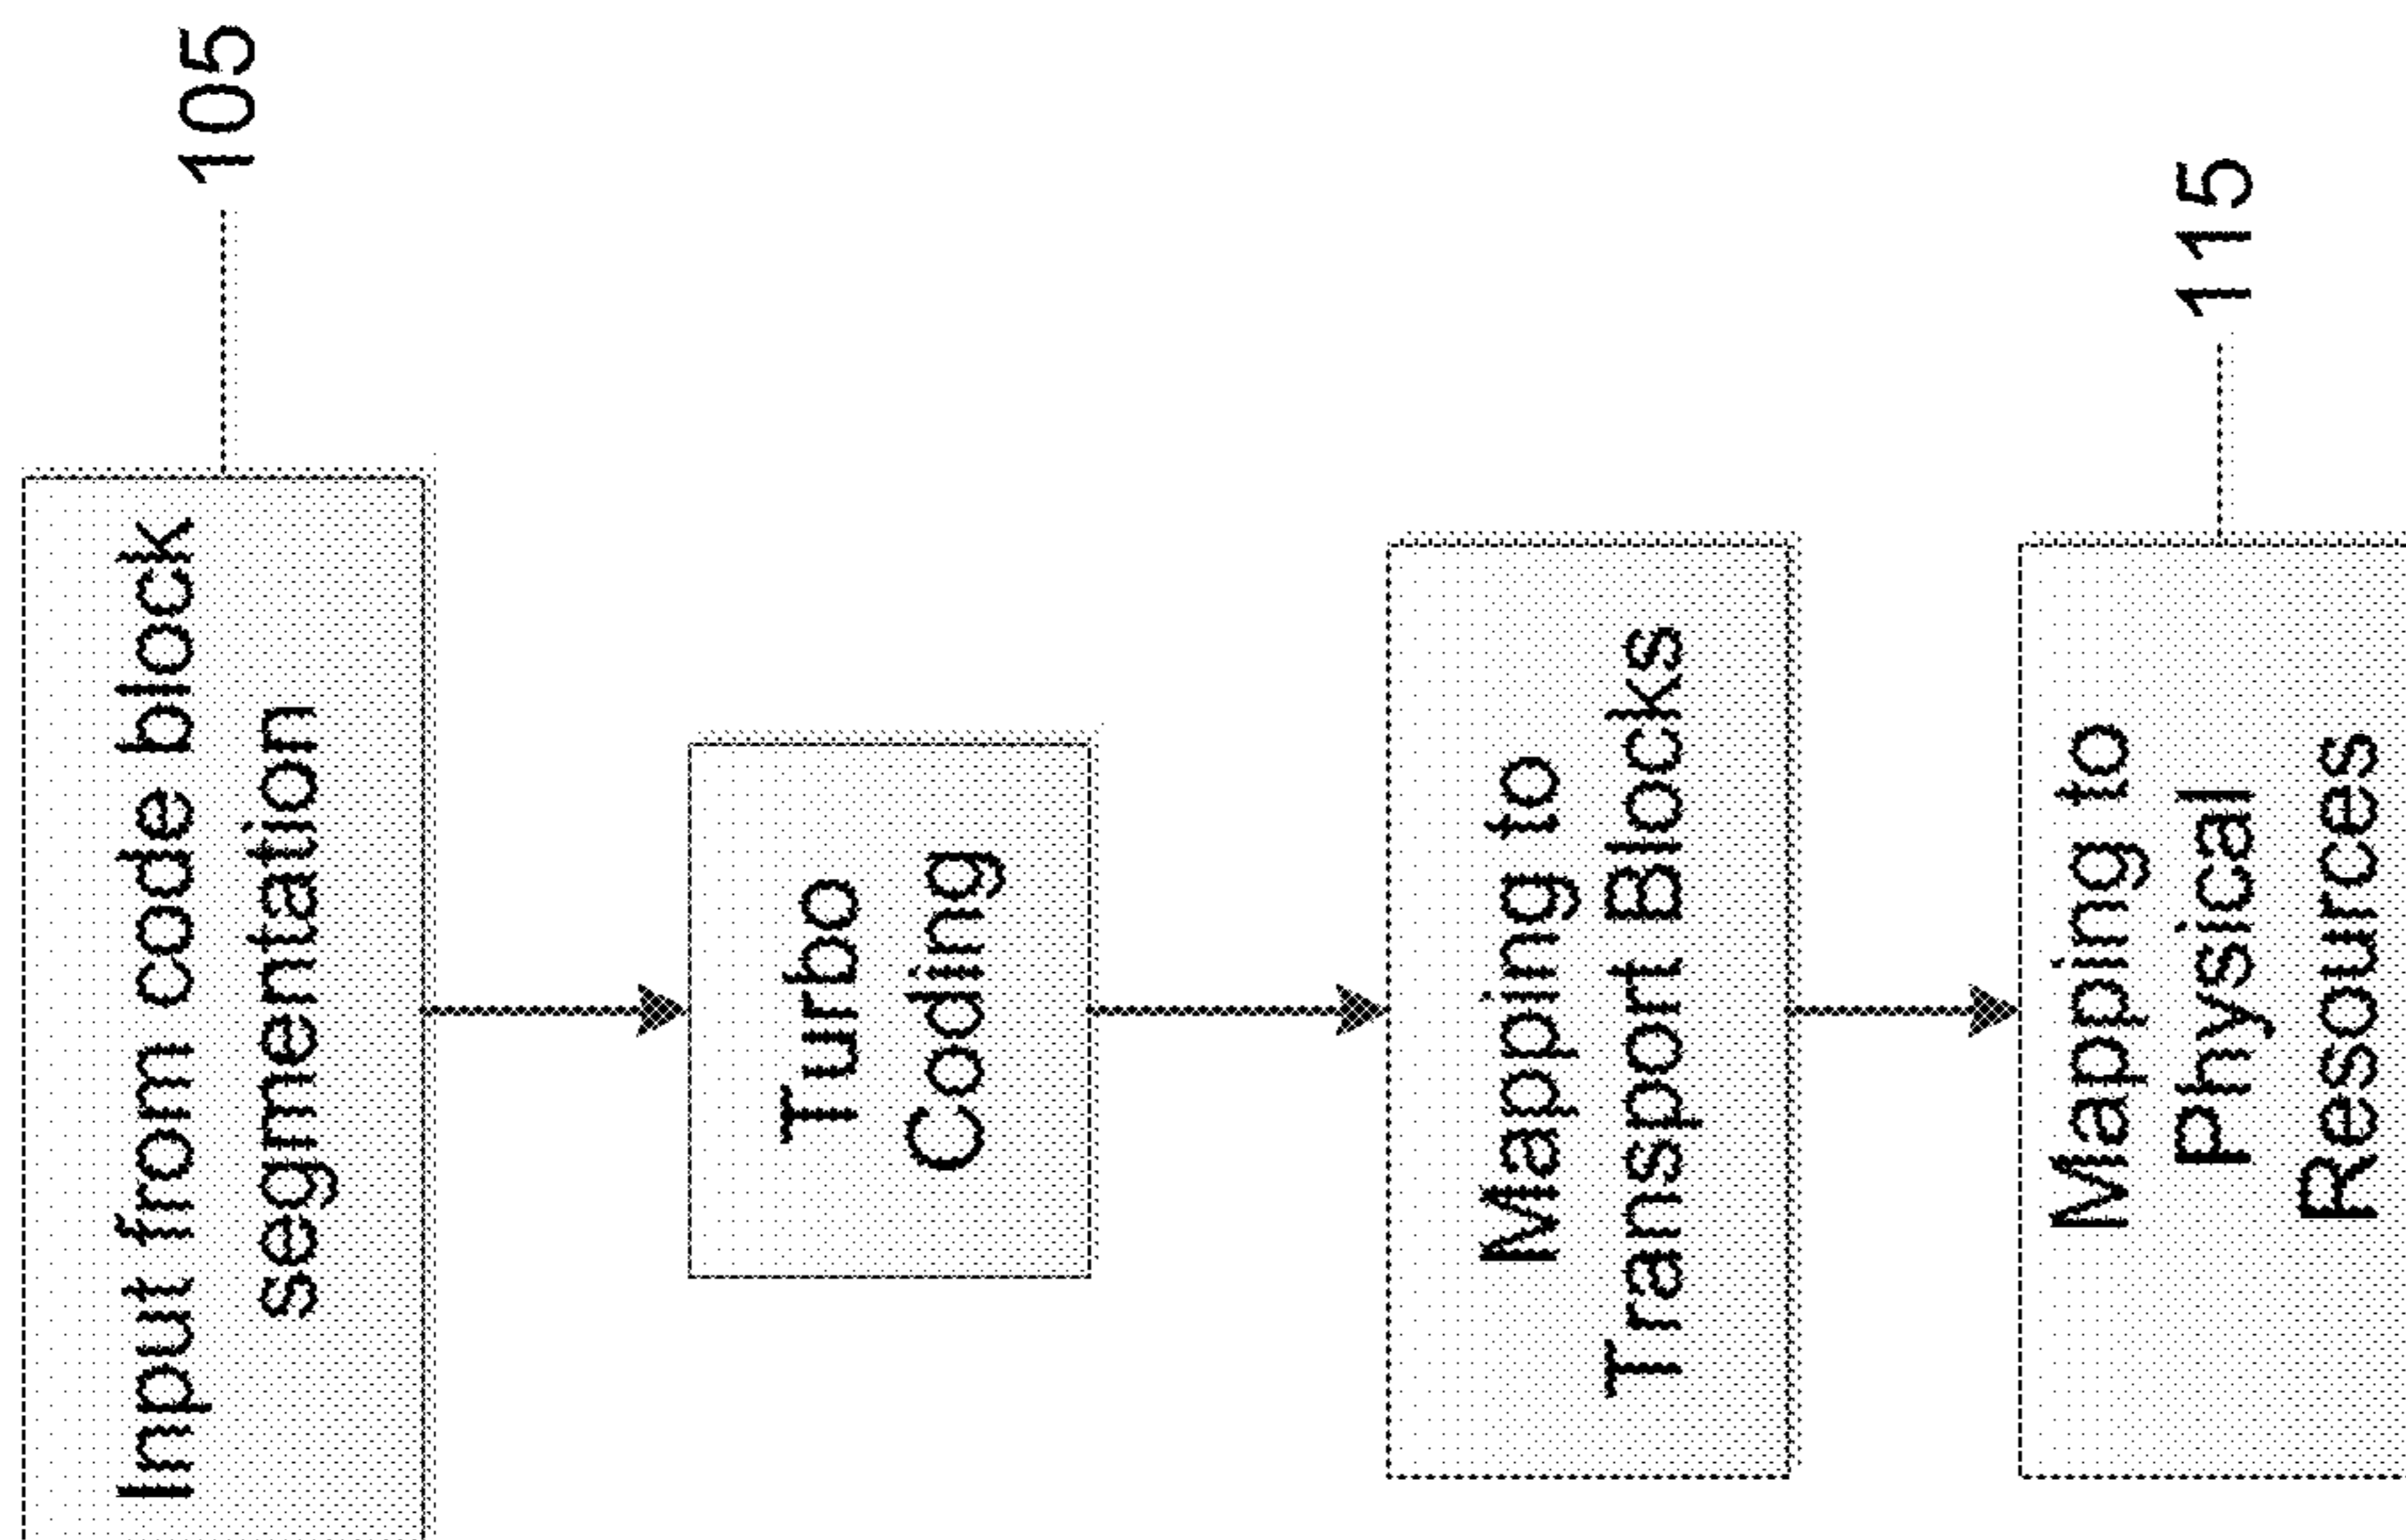 Input from code block
segmentation
105
Turbo
Coding
Mapping to
Transport Blocks
Mapping to
Physical
Resources
115